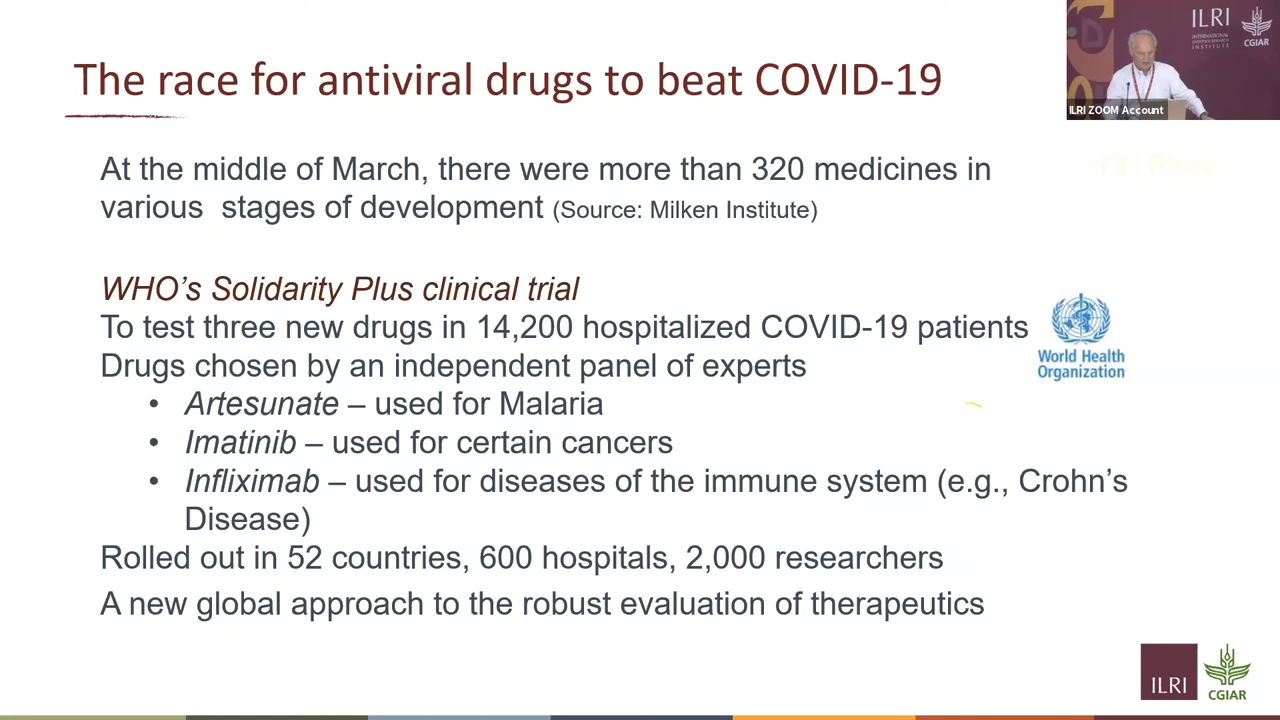 The race for antiviral drugs to beat COVID-19
ILRI
INTERNATIONAL
LIVESTOCK RESEARCH
INSTITUTE
CGIAR
ILRI ZOOM Account
At the middle of March, there were more than 320 medicines in
various stages of development (Source: Milken Institute)
WHO's Solidarity Plus clinical trial
To test three new drugs in 14,200 hospitalized COVID-19 patients
Drugs chosen by an independent panel of experts
• Artesunate – used for Malaria
• Imatinib – used for certain cancers
• Infliximab – used for diseases of the immune system (e.g., Crohn's
Disease)
World Health
Organization
Rolled out in 52 countries, 600 hospitals, 2,000 researchers
A new global approach to the robust evaluation of therapeutics
ILRI
CGIAR